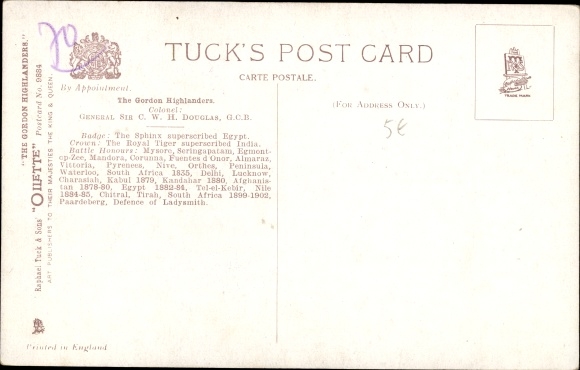 TUCK'S POST CARD
CARTE POSTALE.
(FOR ADDRESS ONLY.)
5€
TRADE MARK
By Appointment.
The Gordon Highlanders.
Colonel:
GENERAL SIR C. W. H. DOUGLAS, G.C.B.
Badge: The Sphinx superscribed Egypt.
Crown: The Royal Tiger superscribed India.
Battle Honours: Mysore, Seringapatam, Egmont-
op-Zee, Mandora, Corunna, Fuentes d Onor, Almaraz,
Vittoria, Pyrenees, Nive, Orthes, Peninsula,
Waterloo, South Africa 1835, Delhi, Lucknow,
Charasiah, Kabul 1879, Kandahar 1880, Afghanis-
tan 1878-80, Egypt 1882-84, Tel-el-Kebir, Nile
1884-85, Chitral, Tirah, South Africa 1899-1902,
Paardeberg, Defence of Ladysmith.
"THE GORDON HIGHLANDERS."
Raphael Tuck & Sons' "OILETTE" Postcard No. 9884
ART PUBLISHERS TO THEIR MAJESTIES THE KING & QUEEN.
Printed in England